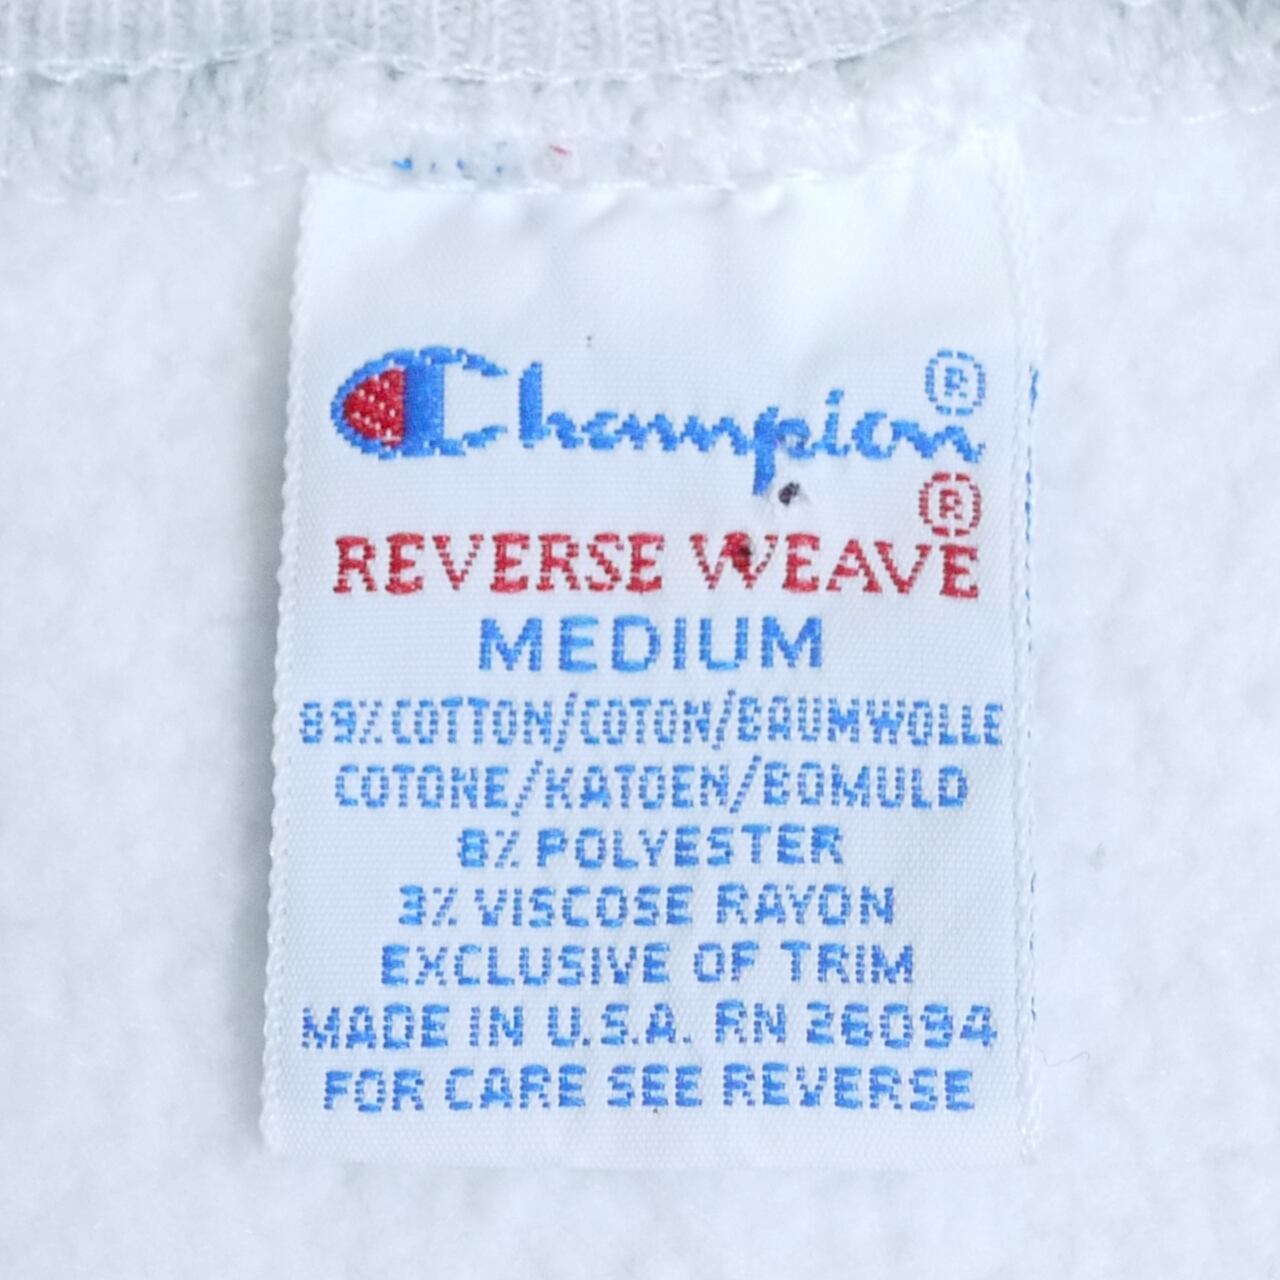 Champion®
®
REVERSE WEAVE
MEDIUM
89% COTTON/COTON/BAUMWOLLE
COTONE/KATOEN/BOMULD
8% POLYESTER
3% VISCOSE RAYON
EXCLUSIVE OF TRIM
MADE IN U.S.A. RN 26094
FOR CARE SEE REVERSE